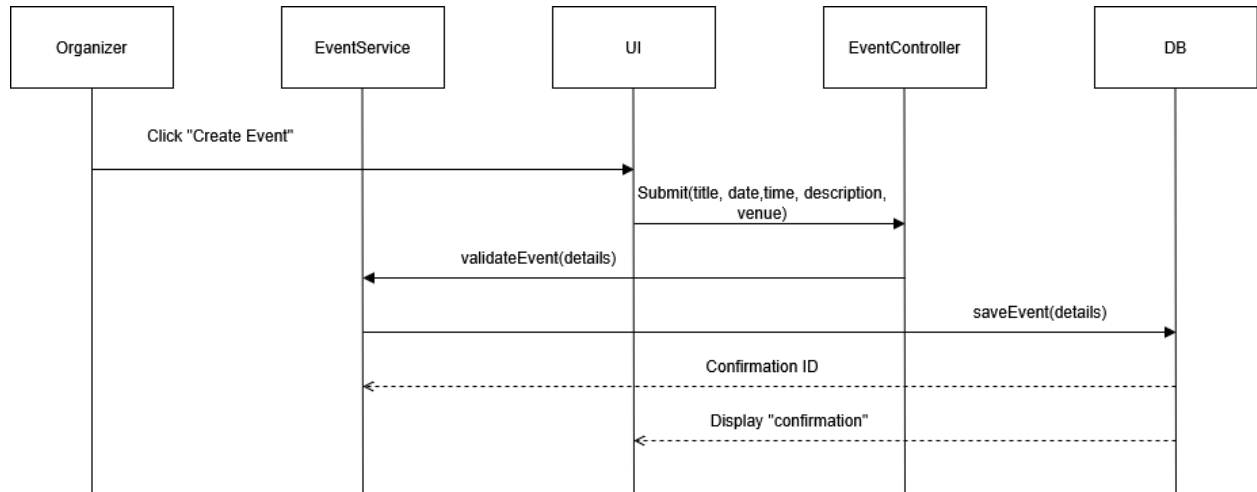 Organizer
EventService
UI
EventController
DB
Click "Create Event"
Submit(title, date,time, description,
venue)
validateEvent(details)
saveEvent(details)
Confirmation ID
Display "confirmation"